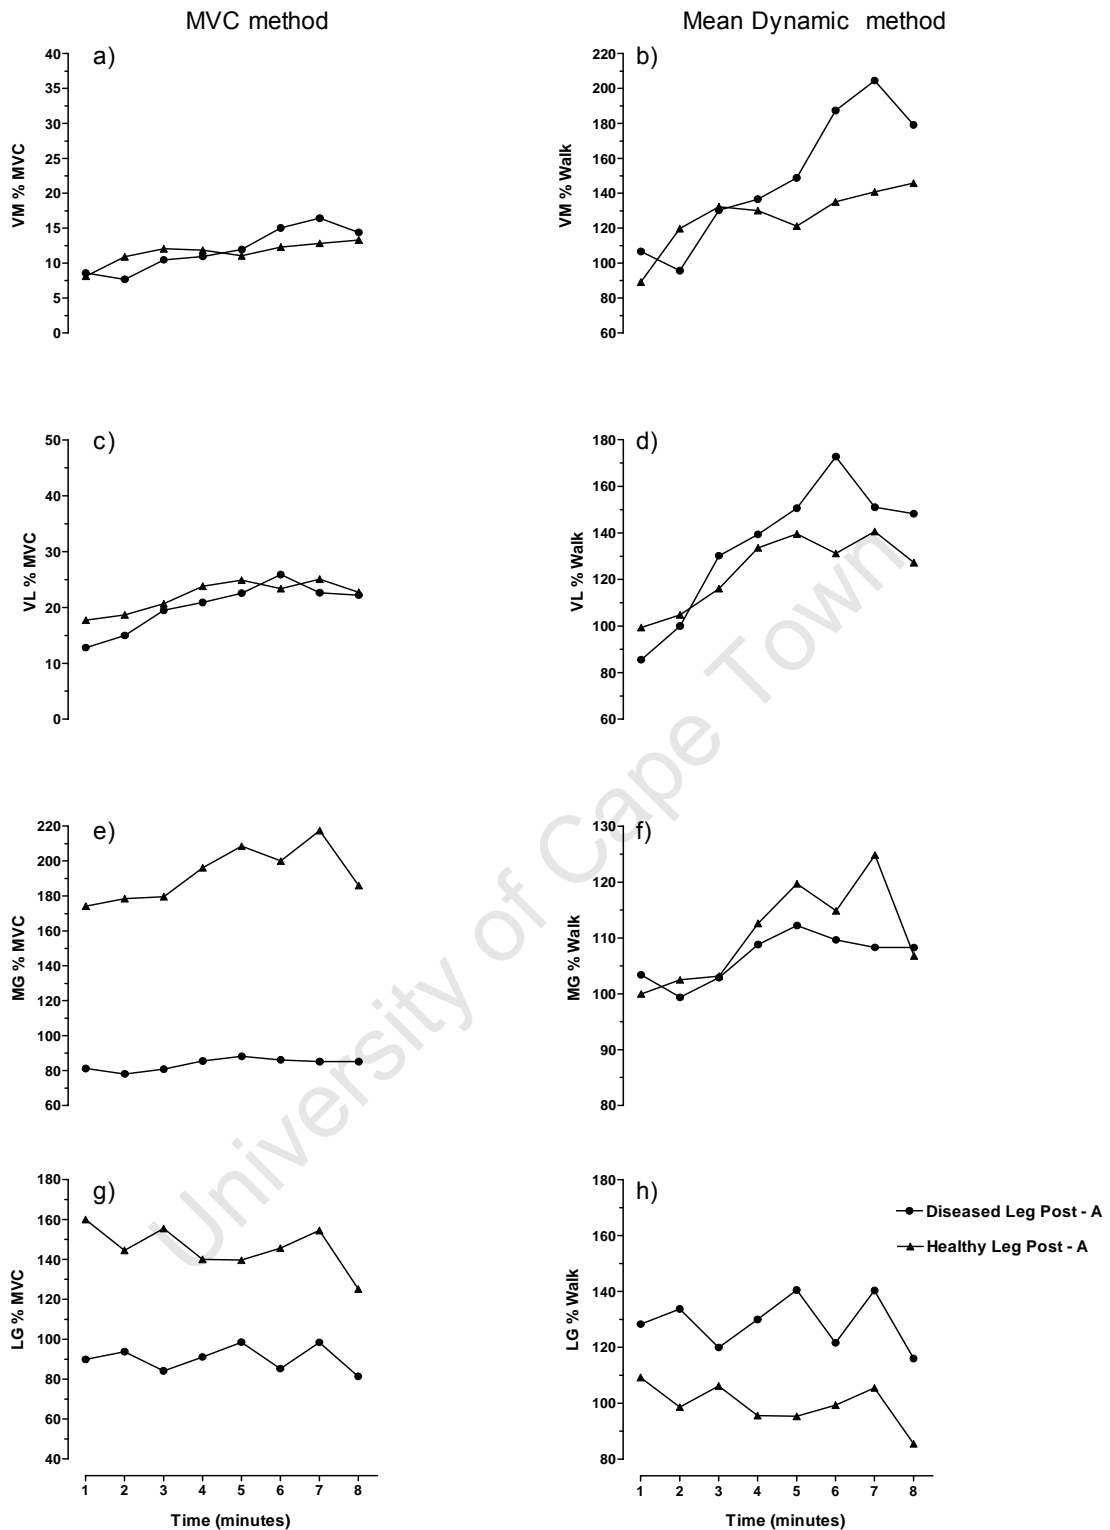 MVC method
Mean Dynamic method
a)
VM % MVC
40
35
30
25
20
15
10
5
0
b)
VM % Walk
220
200
180
160
140
120
100
80
60
c)
VL % MVC
50
40
30
20
10
0
d)
VL % Walk
180
160
140
120
100
80
60
e)
MG % MVC
220
200
180
160
140
120
100
80
60
f)
MG % Walk
130
120
110
100
90
80
g)
LG % MVC
180
160
140
120
100
80
60
40
1 2 3 4 5 6 7 8
Time (minutes)
h)
LG % Walk
180
160
140
120
100
80
1 2 3 4 5 6 7 8
Time (minutes)
Diseased Leg Post - A
Healthy Leg Post - A
University of Cape Town